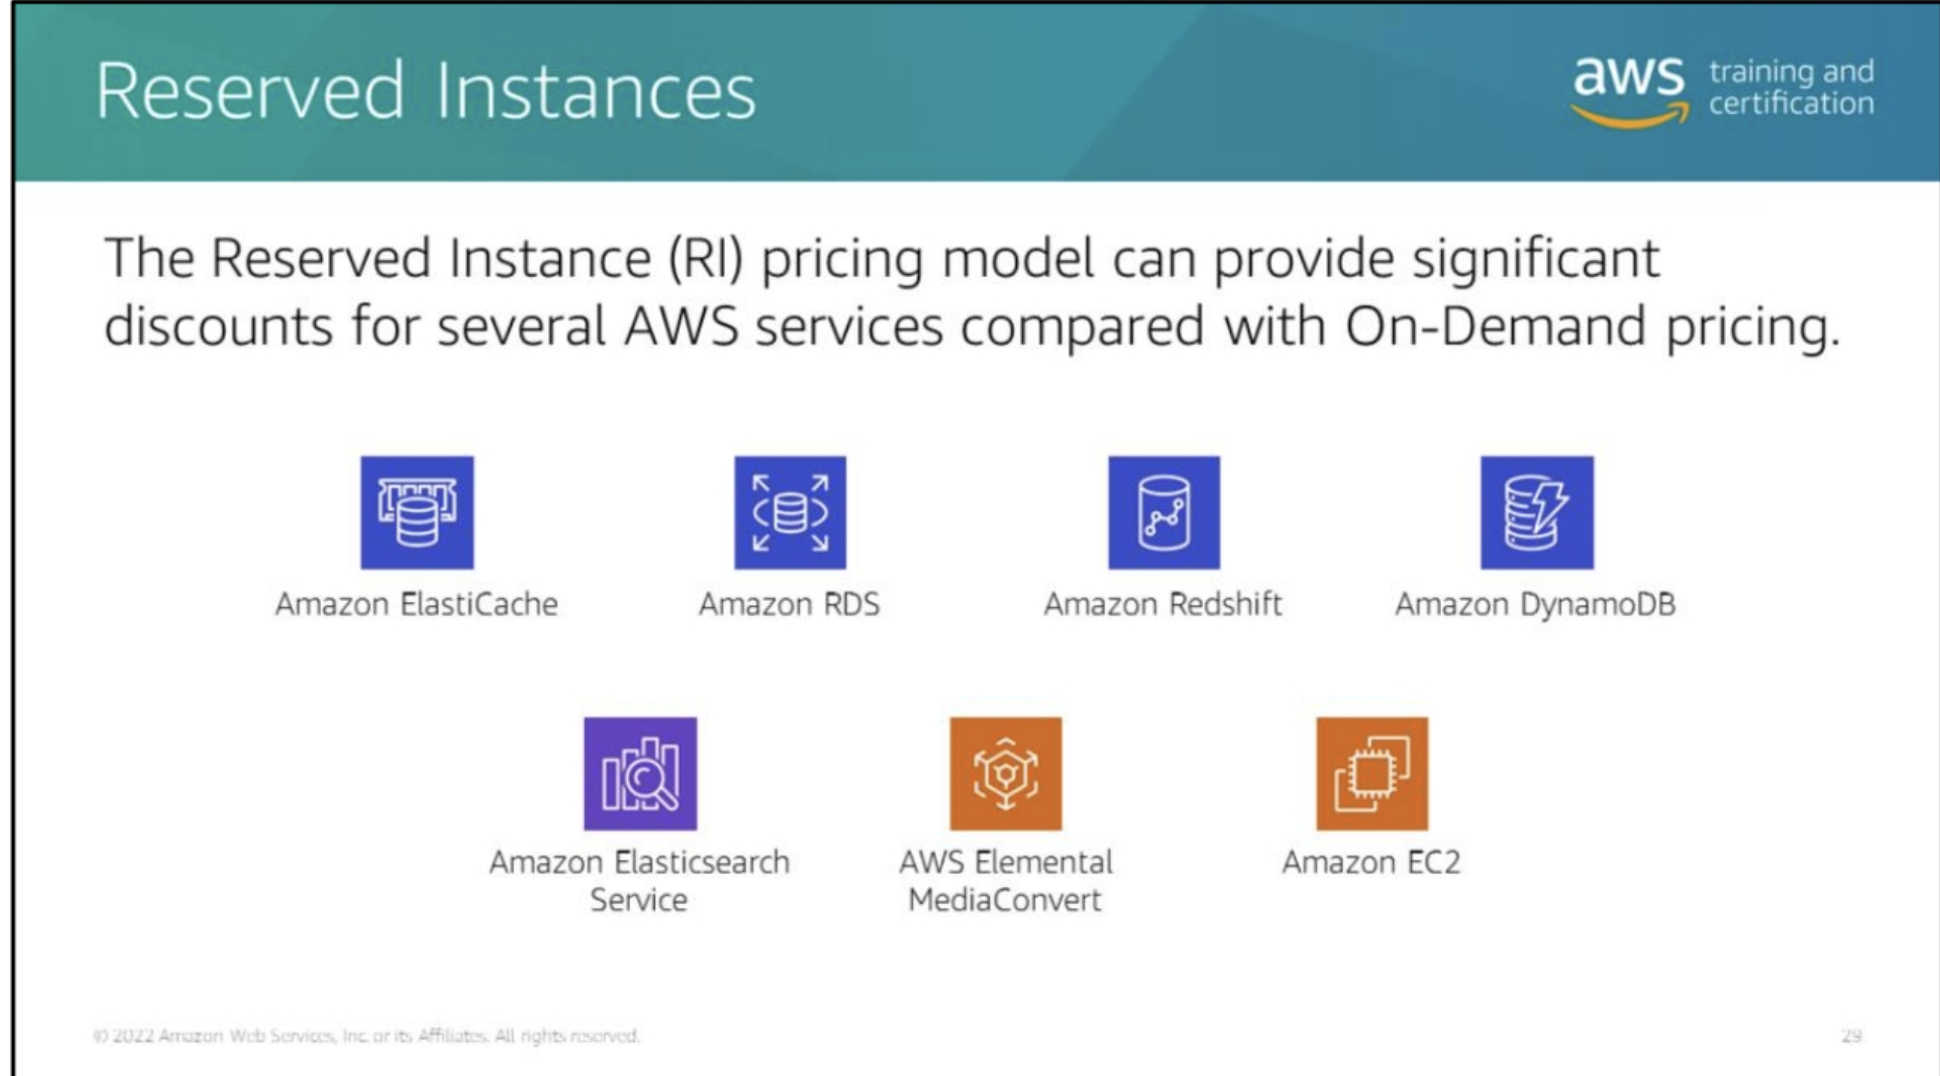 Reserved Instances
aws training and
certification
The Reserved Instance (RI) pricing model can provide significant
discounts for several AWS services compared with On-Demand pricing.
Amazon ElastiCache
Amazon RDS
Amazon Redshift
Amazon DynamoDB
Amazon Elasticsearch
Service
AWS Elemental
MediaConvert
Amazon EC2
© 2022 Amazon Web Services, Inc. or its Affiliates. All rights reserved.
29